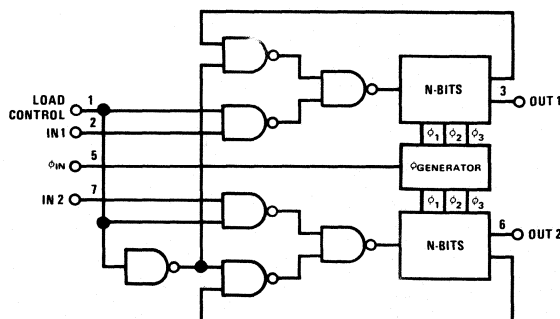 LOAD CONTROL 1
IN 1 2
ϕIN 5
IN 2 7
N-BITS
3 OUT 1
ϕ1 ϕ2 ϕ3
ϕGENERATOR
ϕ1 ϕ2 ϕ3
N-BITS
6 OUT 2